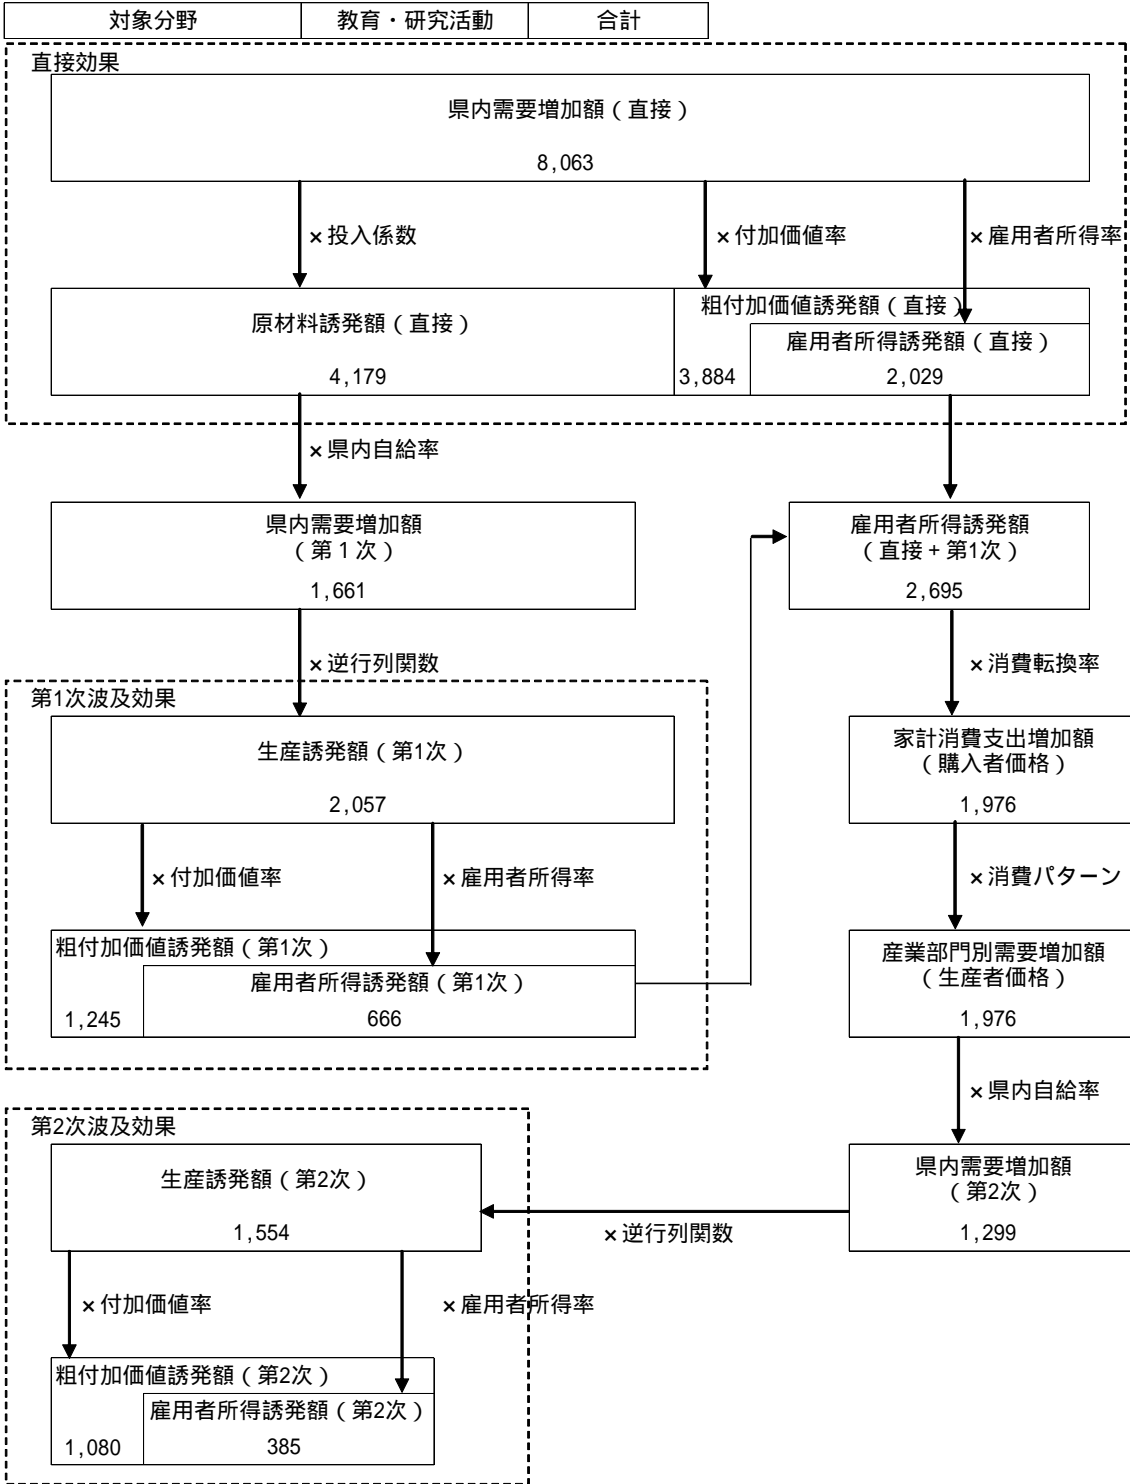 対象分野 教育・研究活動 合計
直接効果
県内需要増加額(直接)
8,063
×投入係数
×付加価値率
×雇用者所得率
原材料誘発額(直接)
4,179
粗付加価値誘発額(直接)
雇用者所得誘発額(直接)
3,884
2,029
×県内自給率
県内需要増加額
(第1次)
1,661
雇用者所得誘発額
(直接+第1次)
2,695
×逆行列関数
×消費転換率
第1次波及効果
生産誘発額(第1次)
2,057
家計消費支出増加額
(購入者価格)
1,976
×付加価値率
×雇用者所得率
×消費パターン
粗付加価値誘発額(第1次)
雇用者所得誘発額(第1次)
1,245
666
産業部門別需要増加額
(生産者価格)
1,976
×県内自給率
第2次波及効果
生産誘発額(第2次)
1,554
県内需要増加額
(第2次)
1,299
×逆行列関数
×付加価値率
×雇用者所得率
粗付加価値誘発額(第2次)
雇用者所得誘発額(第2次)
1,080
385